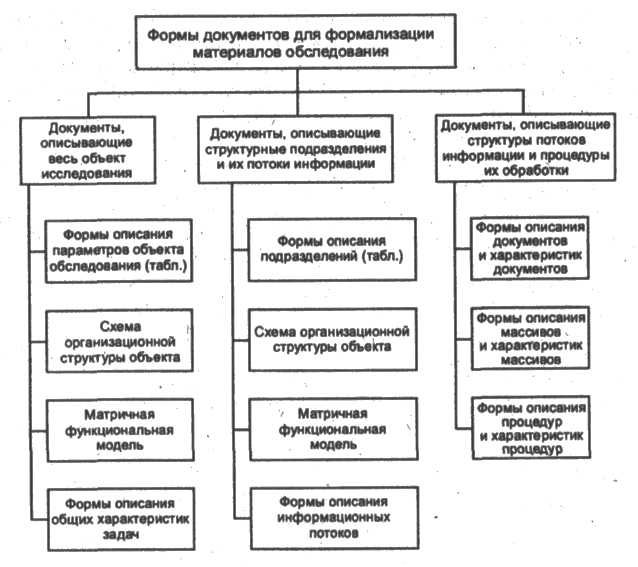 Формы документов для формализации
материалов обследования
Документы,
описывающие
весь объект
исследования
Формы описания
параметров объекта
обследования (табл.)
Схема
организационной
структуры объекта
Матричная
функциональная
модель
Формы описания
общих характеристик
задач
Документы, описывающие
структурные подразделения
и их потоки информации
Формы описания
подразделений (табл.)
Схема организационной
структуры объекта
Матричная
функциональная
модель
Формы описания
информационных
потоков
Документы, описывающие
структуры потоков
информации и процедуры
их обработки
Формы описания
документов
и характеристик
документов
Формы описания
массивов
и характеристик
массивов
Формы описания
процедур
и характеристик
процедур